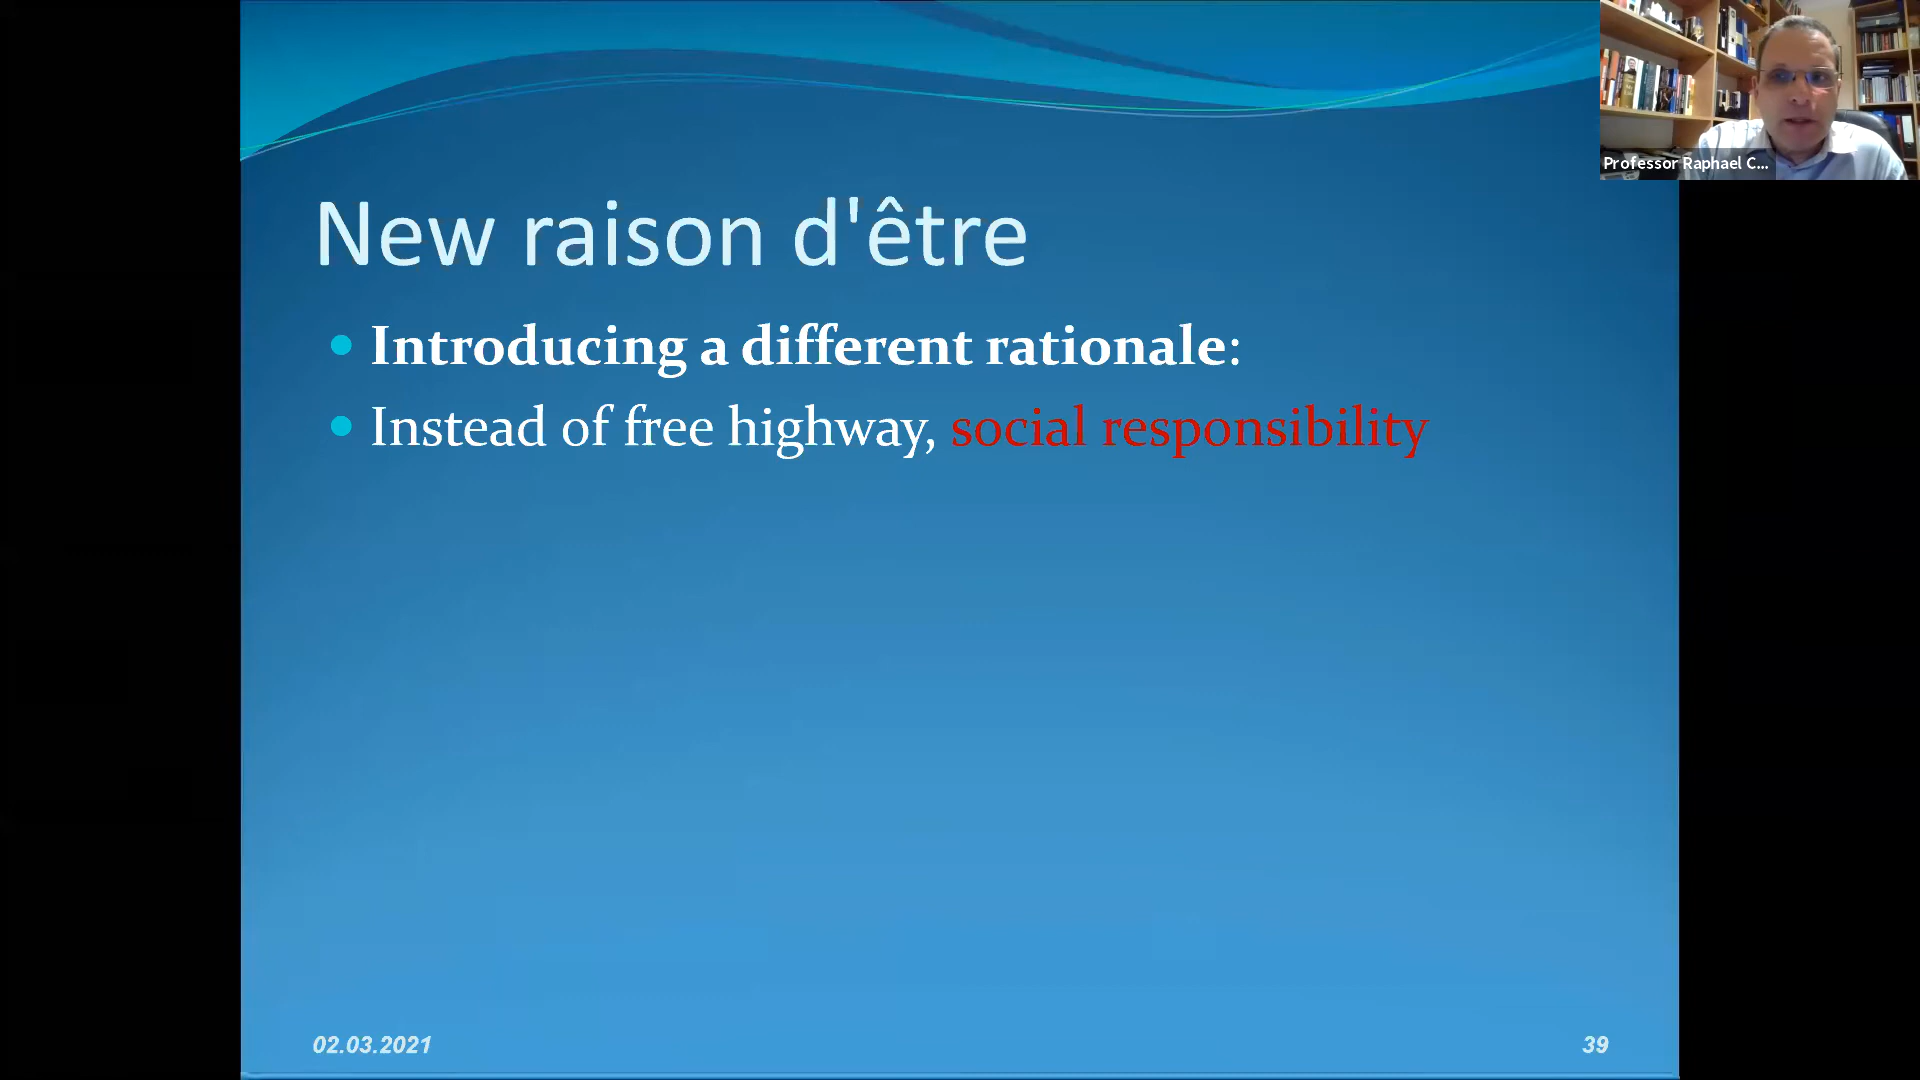 Professor Raphael C...
New raison d'être
Introducing a different rationale:
Instead of free highway, social responsibility
02.03.2021
39